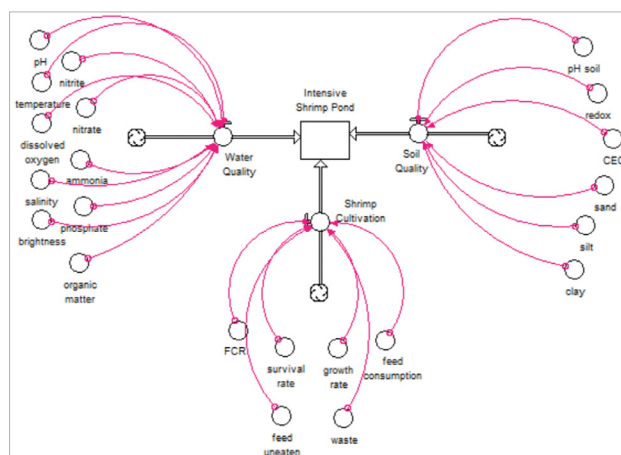 pH
nitrite
temperature
nitrate
dissolved
oxygen
ammonia
salinity
phosphate
brightness
organic
matter
Water
Quality
Intensive
Shrimp Pond
Soil
Quality
pH soil
redox
CEC
sand
silt
clay
Shrimp
Cultivation
FCR
survival
rate
growth
rate
feed
consumption
feed
uneaten
waste